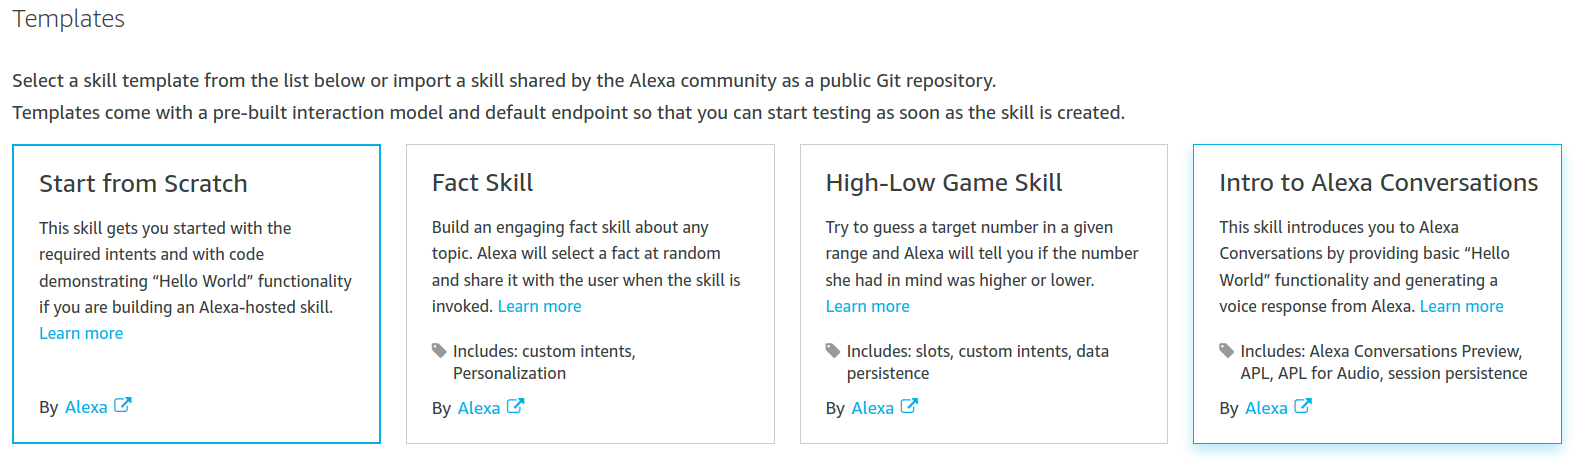 Templates
Select a skill template from the list below or import a skill shared by the Alexa community as a public Git repository.
Templates come with a pre-built interaction model and default endpoint so that you can start testing as soon as the skill is created.
Start from Scratch
This skill gets you started with the
required intents and with code
demonstrating “Hello World” functionality
if you are building an Alexa-hosted skill.
Learn more
By Alexa
Fact Skill
Build an engaging fact skill about any
topic. Alexa will select a fact at random
and share it with the user when the skill is
invoked. Learn more
Includes: custom intents,
Personalization
By Alexa
High-Low Game Skill
Try to guess a target number in a given
range and Alexa will tell you if the number
she had in mind was higher or lower.
Learn more
Includes: slots, custom intents, data
persistence
By Alexa
Intro to Alexa Conversations
This skill introduces you to Alexa
Conversations by providing basic “Hello
World” functionality and generating a
voice response from Alexa. Learn more
Includes: Alexa Conversations Preview,
APL, APL for Audio, session persistence
By Alexa